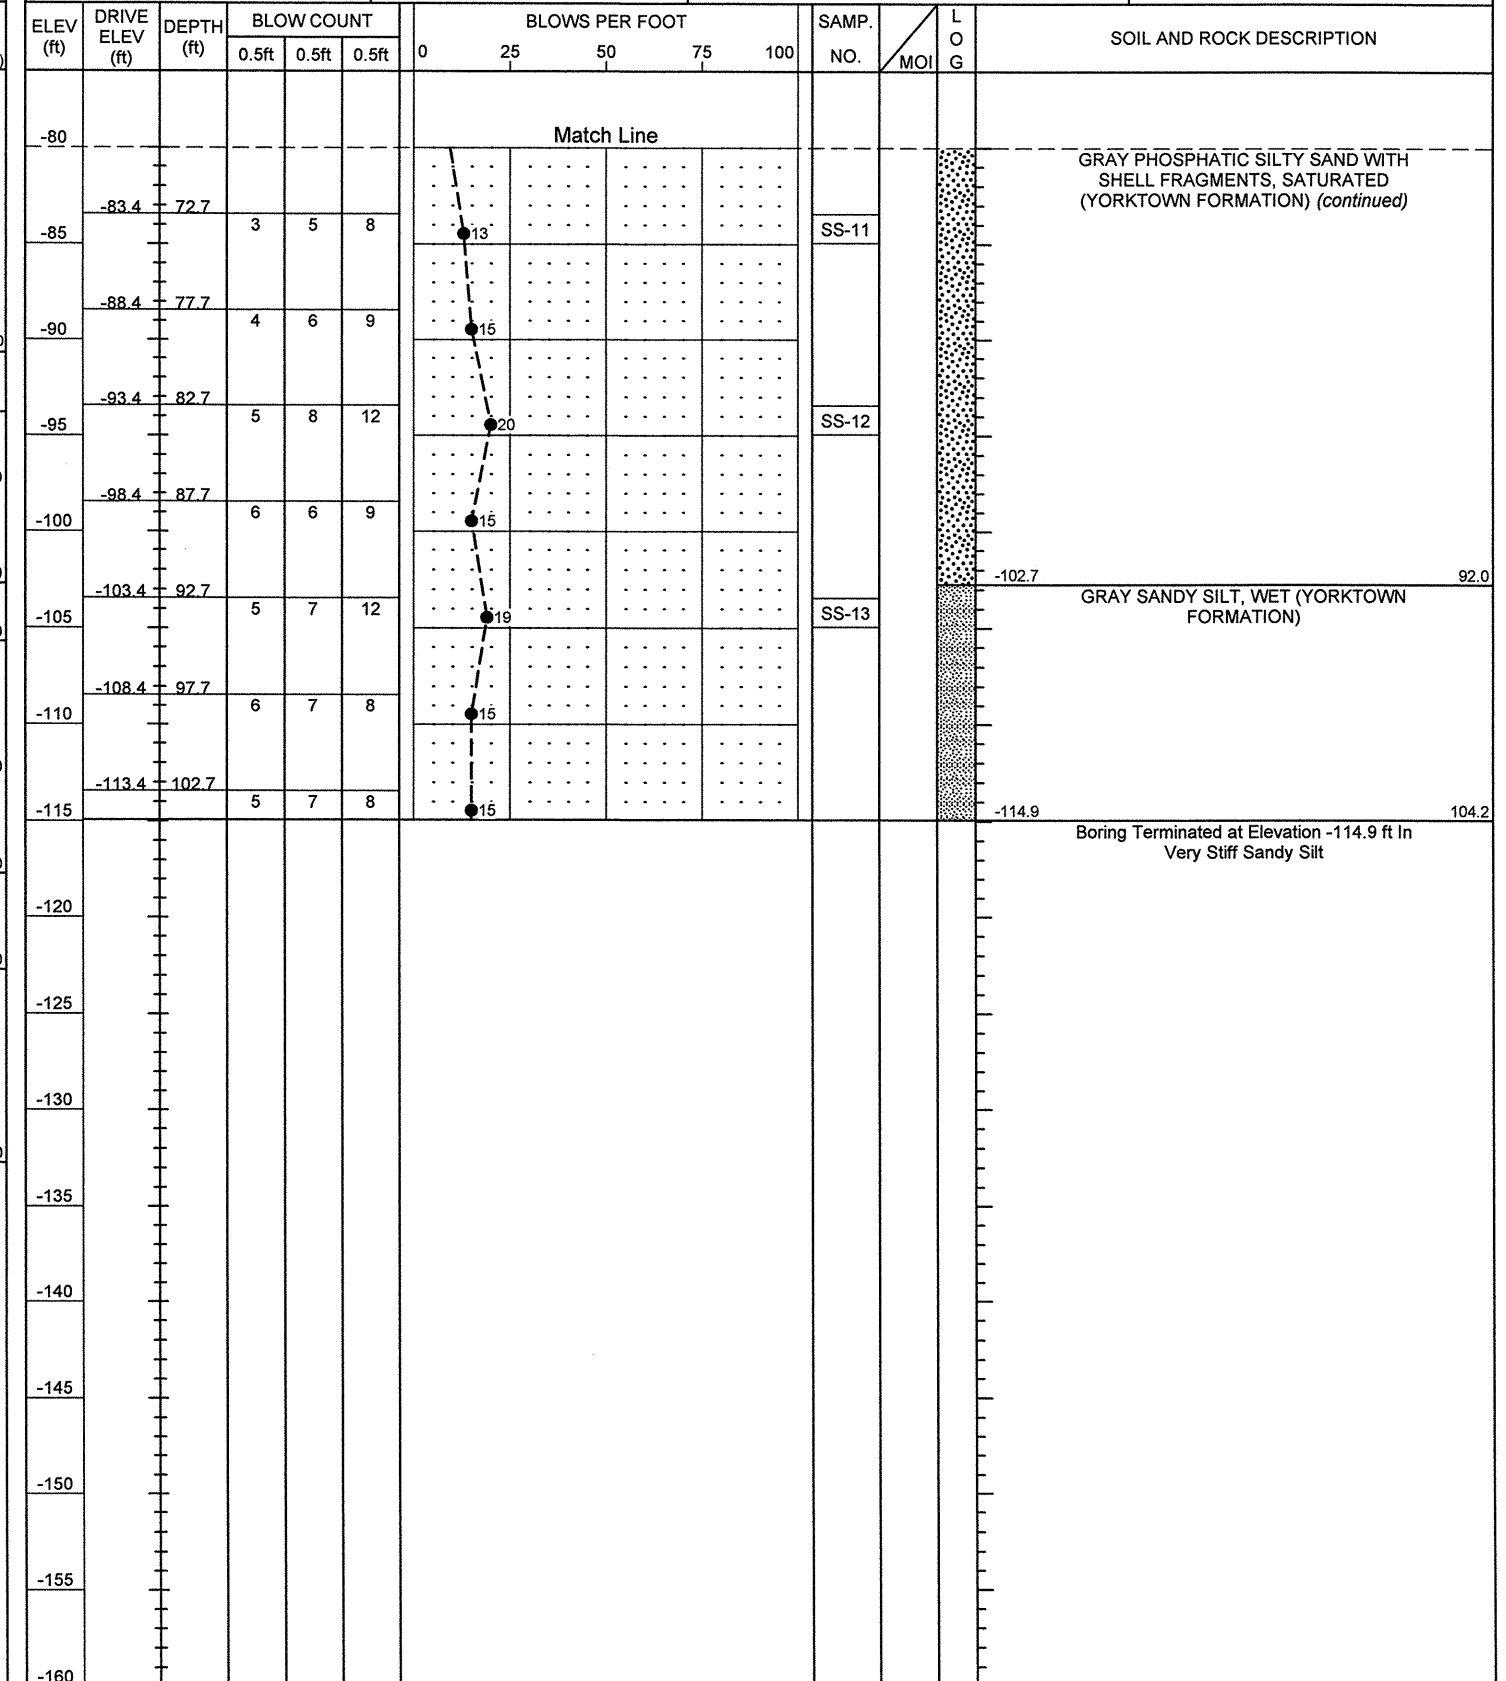 ELEV (ft) DRIVE ELEV (ft) DEPTH (ft) BLOW COUNT BLOWS PER FOOT SAMP. NO. MOI LOG SOIL AND ROCK DESCRIPTION
0.5ft 0.5ft 0.5ft 0 25 50 75 100
Match Line
-80
GRAY PHOSPHATIC SILTY SAND WITH
SHELL FRAGMENTS, SATURATED
(YORKTOWN FORMATION) (continued)
-83.4 72.7
3 5 8 13 SS-11
-85
-88.4 77.7
4 6 9 15
-90
-93.4 82.7
5 8 12 20 SS-12
-95
-98.4 87.7
6 6 9 15
-100
-102.7 92.0
-103.4 92.7
GRAY SANDY SILT, WET (YORKTOWN
FORMATION)
5 7 12 19 SS-13
-105
-108.4 97.7
6 7 8 15
-110
-113.4 102.7
5 7 8 15
-115
-114.9 104.2
Boring Terminated at Elevation -114.9 ft In
Very Stiff Sandy Silt
-120
-125
-130
-135
-140
-145
-150
-155
-160